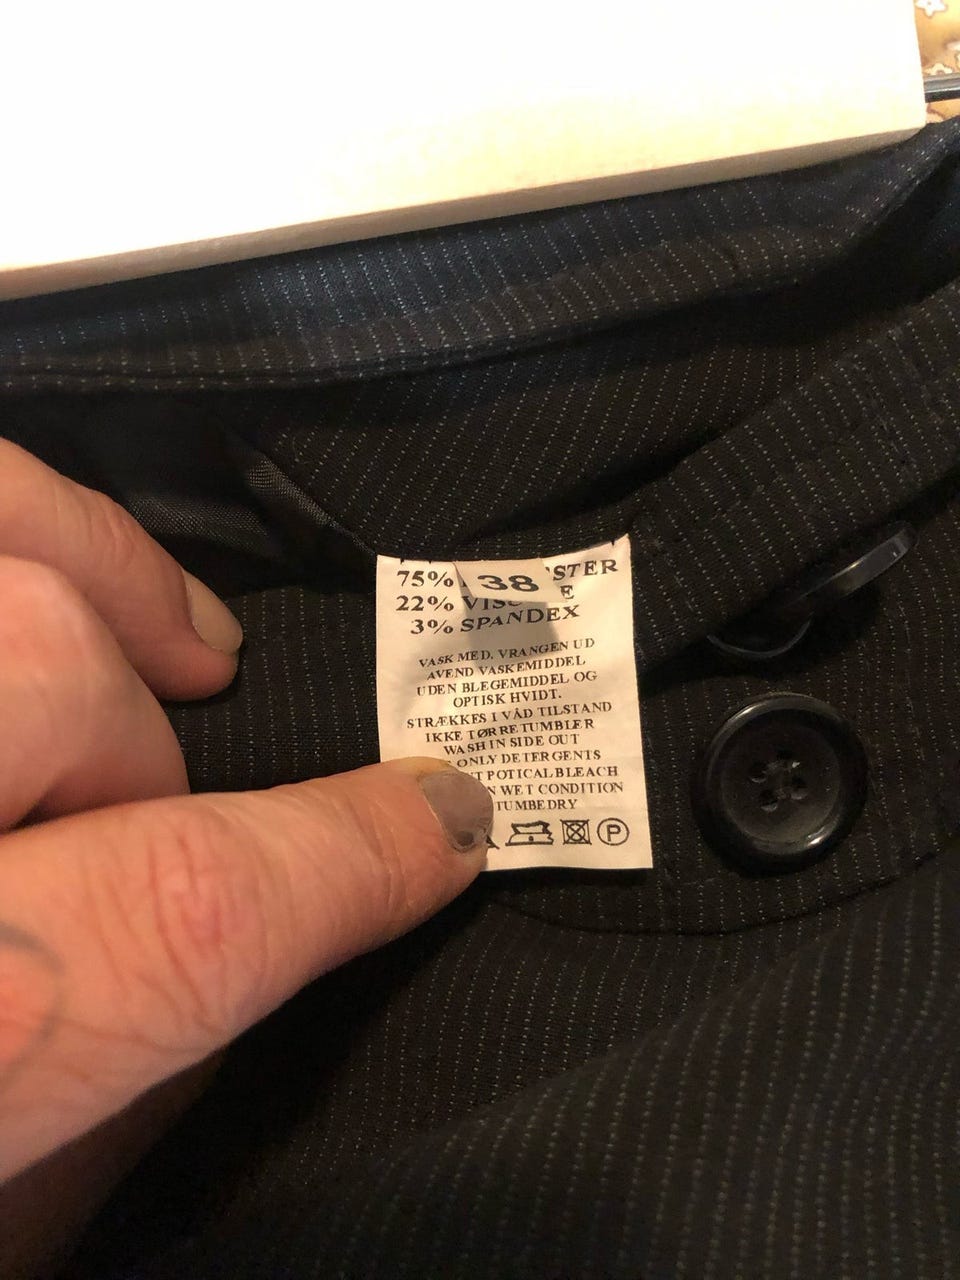 75% STER
38
22%
3% SPANDEX
VASK MED. VRANGEN UD
AVEND VASKEMIDDEL
UDEN BLEGEMIDDEL OG
OPTISK HVIDT.
STRÆKKES I VÅD TILSTAND
IKKE TØRRETUMBLER
WASH IN SIDE OUT
ONLY DETERGENTS
POTICAL BLEACH
WET CONDITION
TUMBEDRY
P